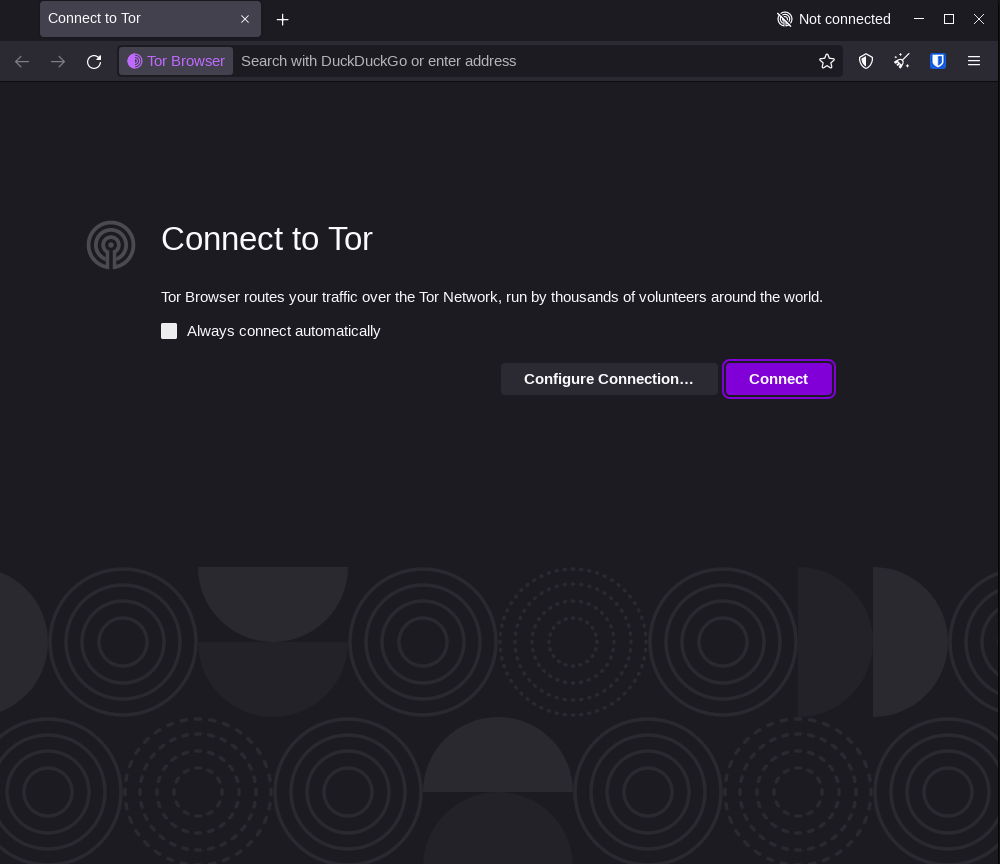 Connect to Tor
Not connected
Tor Browser
Search with DuckDuckGo or enter address
Connect to Tor
Tor Browser routes your traffic over the Tor Network, run by thousands of volunteers around the world.
Always connect automatically
Configure Connection…
Connect